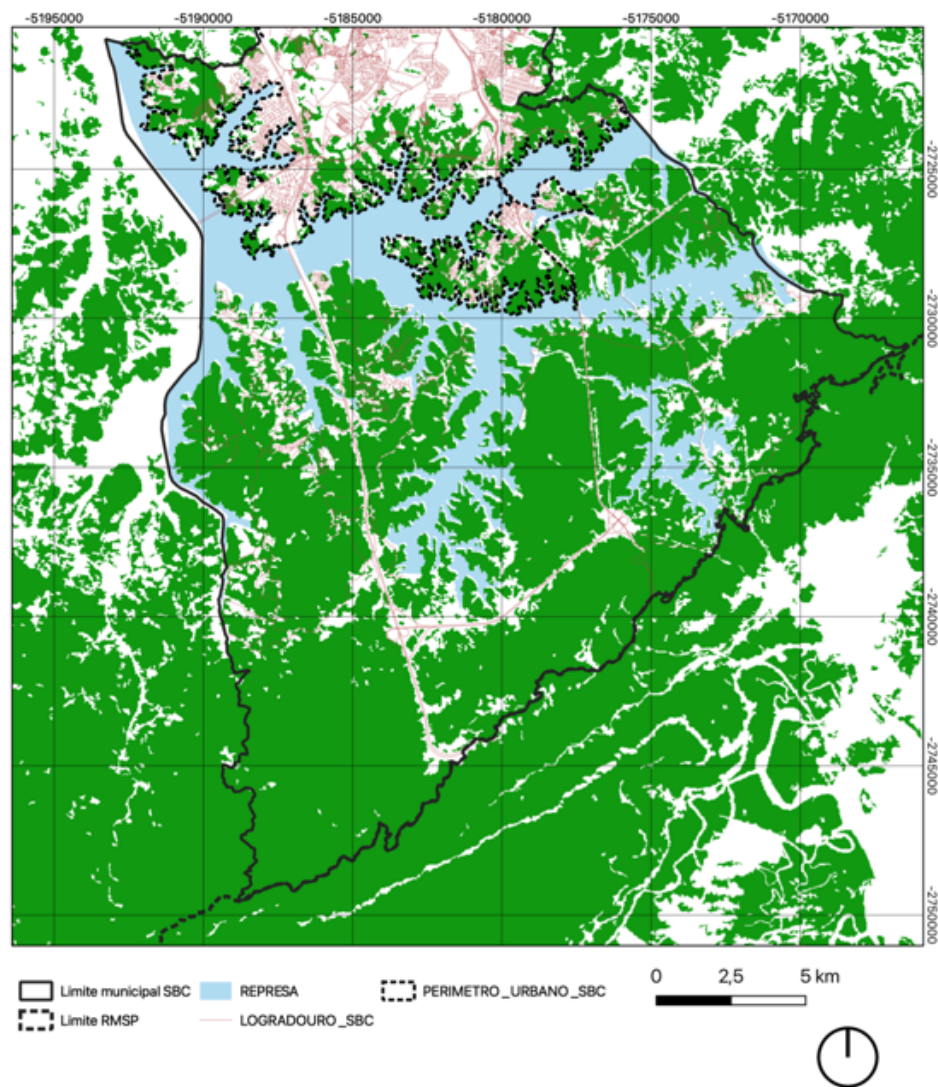 -5195000 -5190000 -5185000 -5180000 -5175000 -5170000
-2725000
-2730000
-2735000
-2740000
-2745000
-2750000
Limite municipal SBC REPRESA PERIMETRO_URBANO_SBC
Limite RMSP LOGRADOURO_SBC
0 2,5 5 km